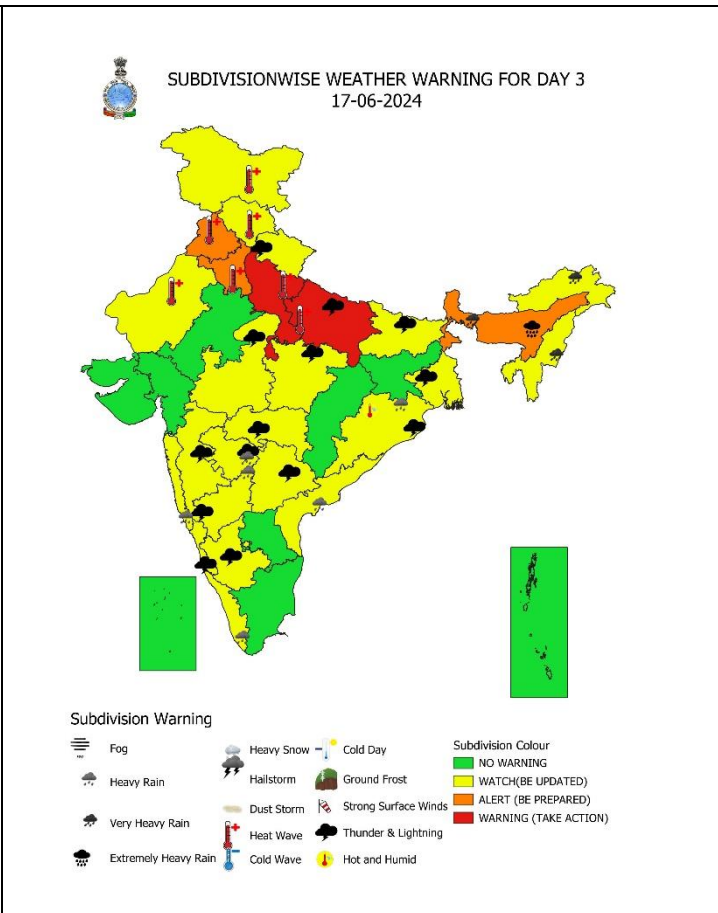 SUBDIVISIONWISE WEATHER WARNING FOR DAY 3
17-06-2024
Subdivision Warning
Fog
Heavy Rain
Very Heavy Rain
Extremely Heavy Rain
Heavy Snow
Hailstorm
Dust Storm
Heat Wave
Cold Wave
Cold Day
Ground Frost
Strong Surface Winds
Thunder & Lightning
Hot and Humid
Subdivision Colour
NO WARNING
WATCH(BE UPDATED)
ALERT (BE PREPARED)
WARNING (TAKE ACTION)